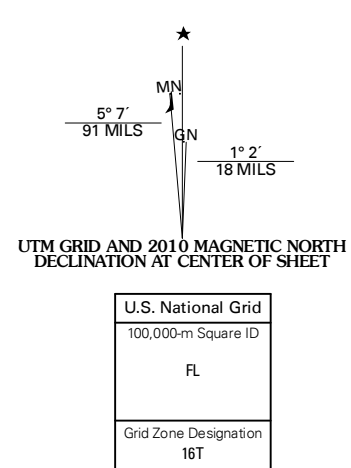 MN
5° 7´
91 MILS
GN
1° 2´
18 MILS
UTM GRID AND 2010 MAGNETIC NORTH
DECLINATION AT CENTER OF SHEET
U.S. National Grid
100,000-m Square ID
FL
Grid Zone Designation
16T